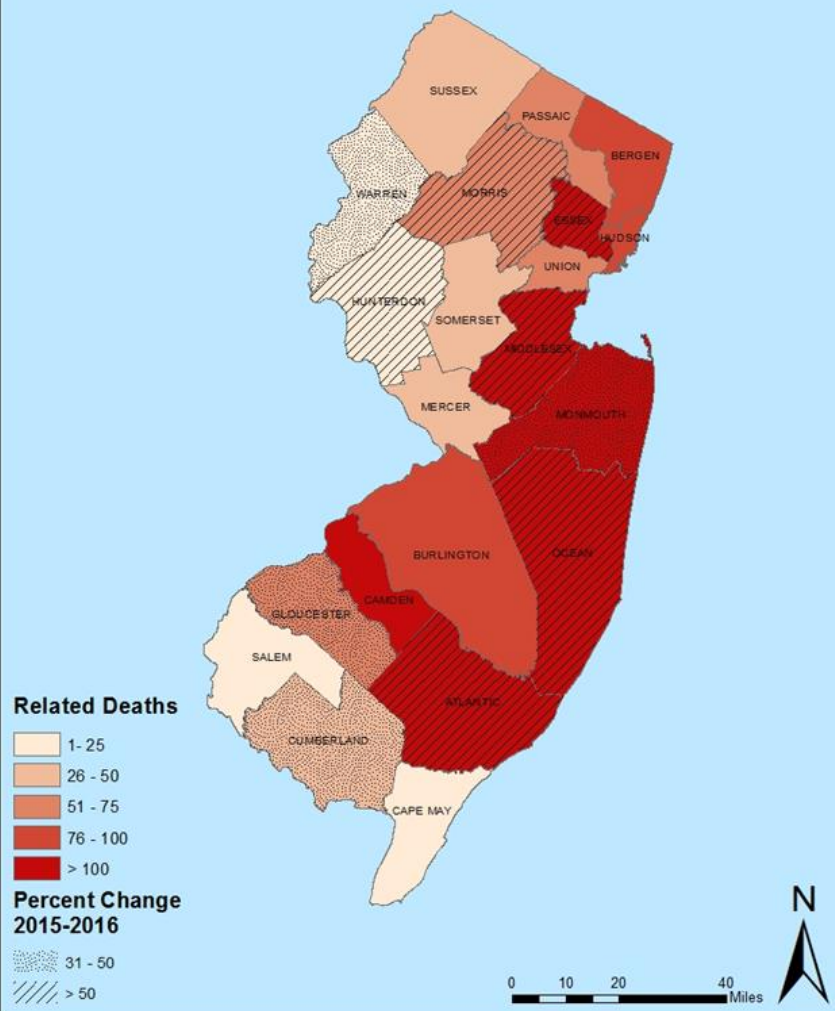 SUSSEX
PASSAIC
BERGEN
WARREN
MORRIS
ESSEX
HUDSON
UNION
HUNTERDON
SOMERSET
MIDDLESEX
MERCER
MONMOUTH
BURLINGTON
OCEAN
CAMDEN
GLOUCESTER
SALEM
ATLANTIC
CUMBERLAND
CAPE MAY
Related Deaths
1- 25
26 - 50
51 - 75
76 - 100
> 100
Percent Change
2015-2016
31 - 50
> 50
N
0 10 20 40
Miles